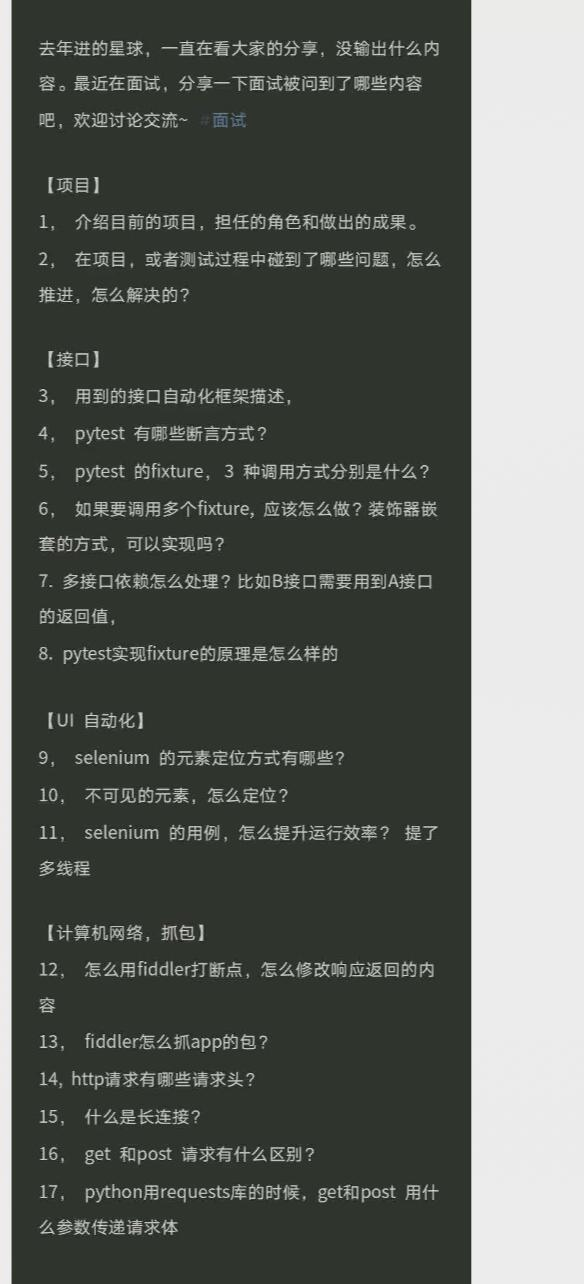 去年进的星球，一直在看大家的分享，没输出什么内
容。最近在面试，分享一下面试被问到了哪些内容
吧，欢迎讨论交流~ #面试
【项目】
1， 介绍目前的项目，担任的角色和做出的成果。
2， 在项目，或者测试过程中碰到了哪些问题，怎么
推进，怎么解决的？
【接口】
3， 用到的接口自动化框架描述，
4， pytest 有哪些断言方式？
5， pytest 的fixture， 3 种调用方式分别是什么？
6， 如果要调用多个fixture, 应该怎么做？装饰器嵌
套的方式，可以实现吗？
7. 多接口依赖怎么处理？比如B接口需要用到A接口
的返回值，
8. pytest实现fixture的原理是怎么样的
【UI 自动化】
9， selenium 的元素定位方式有哪些？
10， 不可见的元素，怎么定位？
11， selenium 的用例，怎么提升运行效率？ 提了
多线程
【计算机网络，抓包】
12， 怎么用fiddler打断点，怎么修改响应返回的内
容
13， fiddler怎么抓app的包？
14, http请求有哪些请求头？
15， 什么是长连接？
16， get 和post 请求有什么区别？
17， python用requests库的时候，get和post 用什
么参数传递请求体